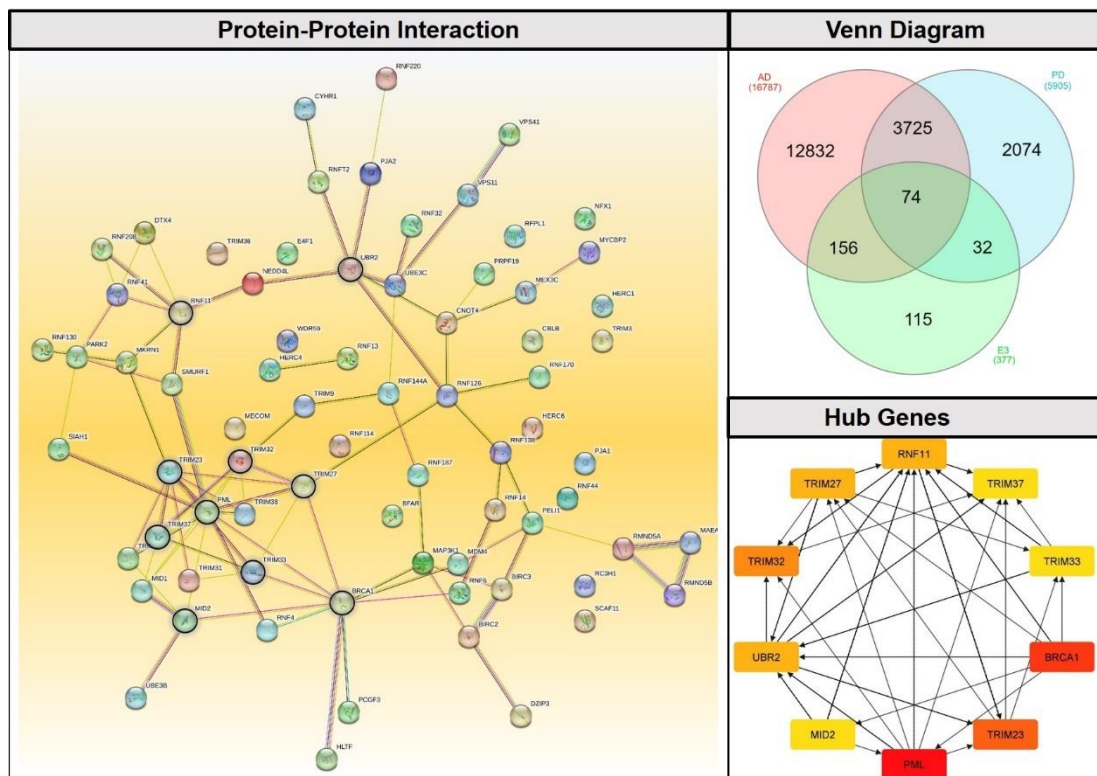 Protein-Protein Interaction
RNF220
CYHR1
VPS41
RNFT2
PJA2
VPS11
DTX4
RNF32
NFX1
RNF208
TRIM36
E4F1
RFPL1
UBR2
MYCBP2
NEDD4L
UBE3C
PRPF19
MEX3C
RNF41
RNF11
HERC1
CNOT4
WDR59
CBLB
TRIM3
RNF130
PARK2
MKRN1
RNF13
HERC4
SMURF1
RNF170
RNF144A
RNF126
TRIM9
MECOM
HERC6
SIAH1
RNF114
RNF138
TRIM32
TRIM23
TRIM27
PJA1
RNF187
PML
RNF44
RNF14
TRIM38
BFAR
PELI1
TRIM37
RMND5A
MAEA
TRIM33
MAP3K1
MDM4
TRIM31
MID1
RC3H1
BIRC3
RMND5B
BRCA1
RNF6
MID2
SCAF11
RNF4
BIRC2
UBE3B
PCGF3
DZIP3
HLTF
Venn Diagram
AD
(16787)
PD
(5905)
12832
3725
2074
74
156
32
115
E3
(377)
Hub Genes
RNF11
TRIM27
TRIM37
TRIM32
TRIM33
UBR2
BRCA1
MID2
TRIM23
PML